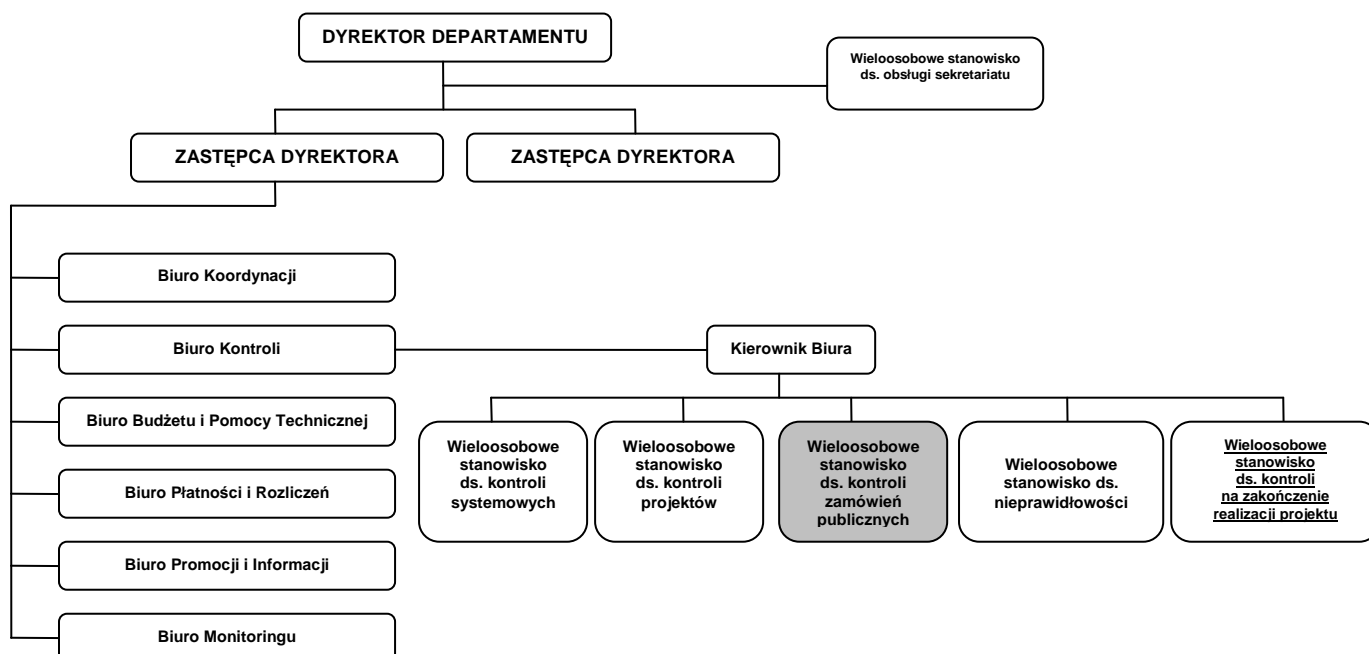 DYREKTOR DEPARTAMENTU
Wieloosobowe stanowisko
ds. obsługi sekretariatu
ZASTĘPCA DYREKTORA
ZASTĘPCA DYREKTORA
Biuro Koordynacji
Biuro Kontroli
Kierownik Biura
Biuro Budżetu i Pomocy Technicznej
Biuro Płatności i Rozliczeń
Biuro Promocji i Informacji
Biuro Monitoringu
Wieloosobowe
stanowisko
ds. kontroli
systemowych
Wieloosobowe
stanowisko
ds. kontroli
projektów
Wieloosobowe
stanowisko
ds. kontroli
zamówień
publicznych
Wieloosobowe
stanowisko ds.
nieprawidłowości
Wieloosobowe
stanowisko
ds. kontroli
na zakończenie
realizacji projektu